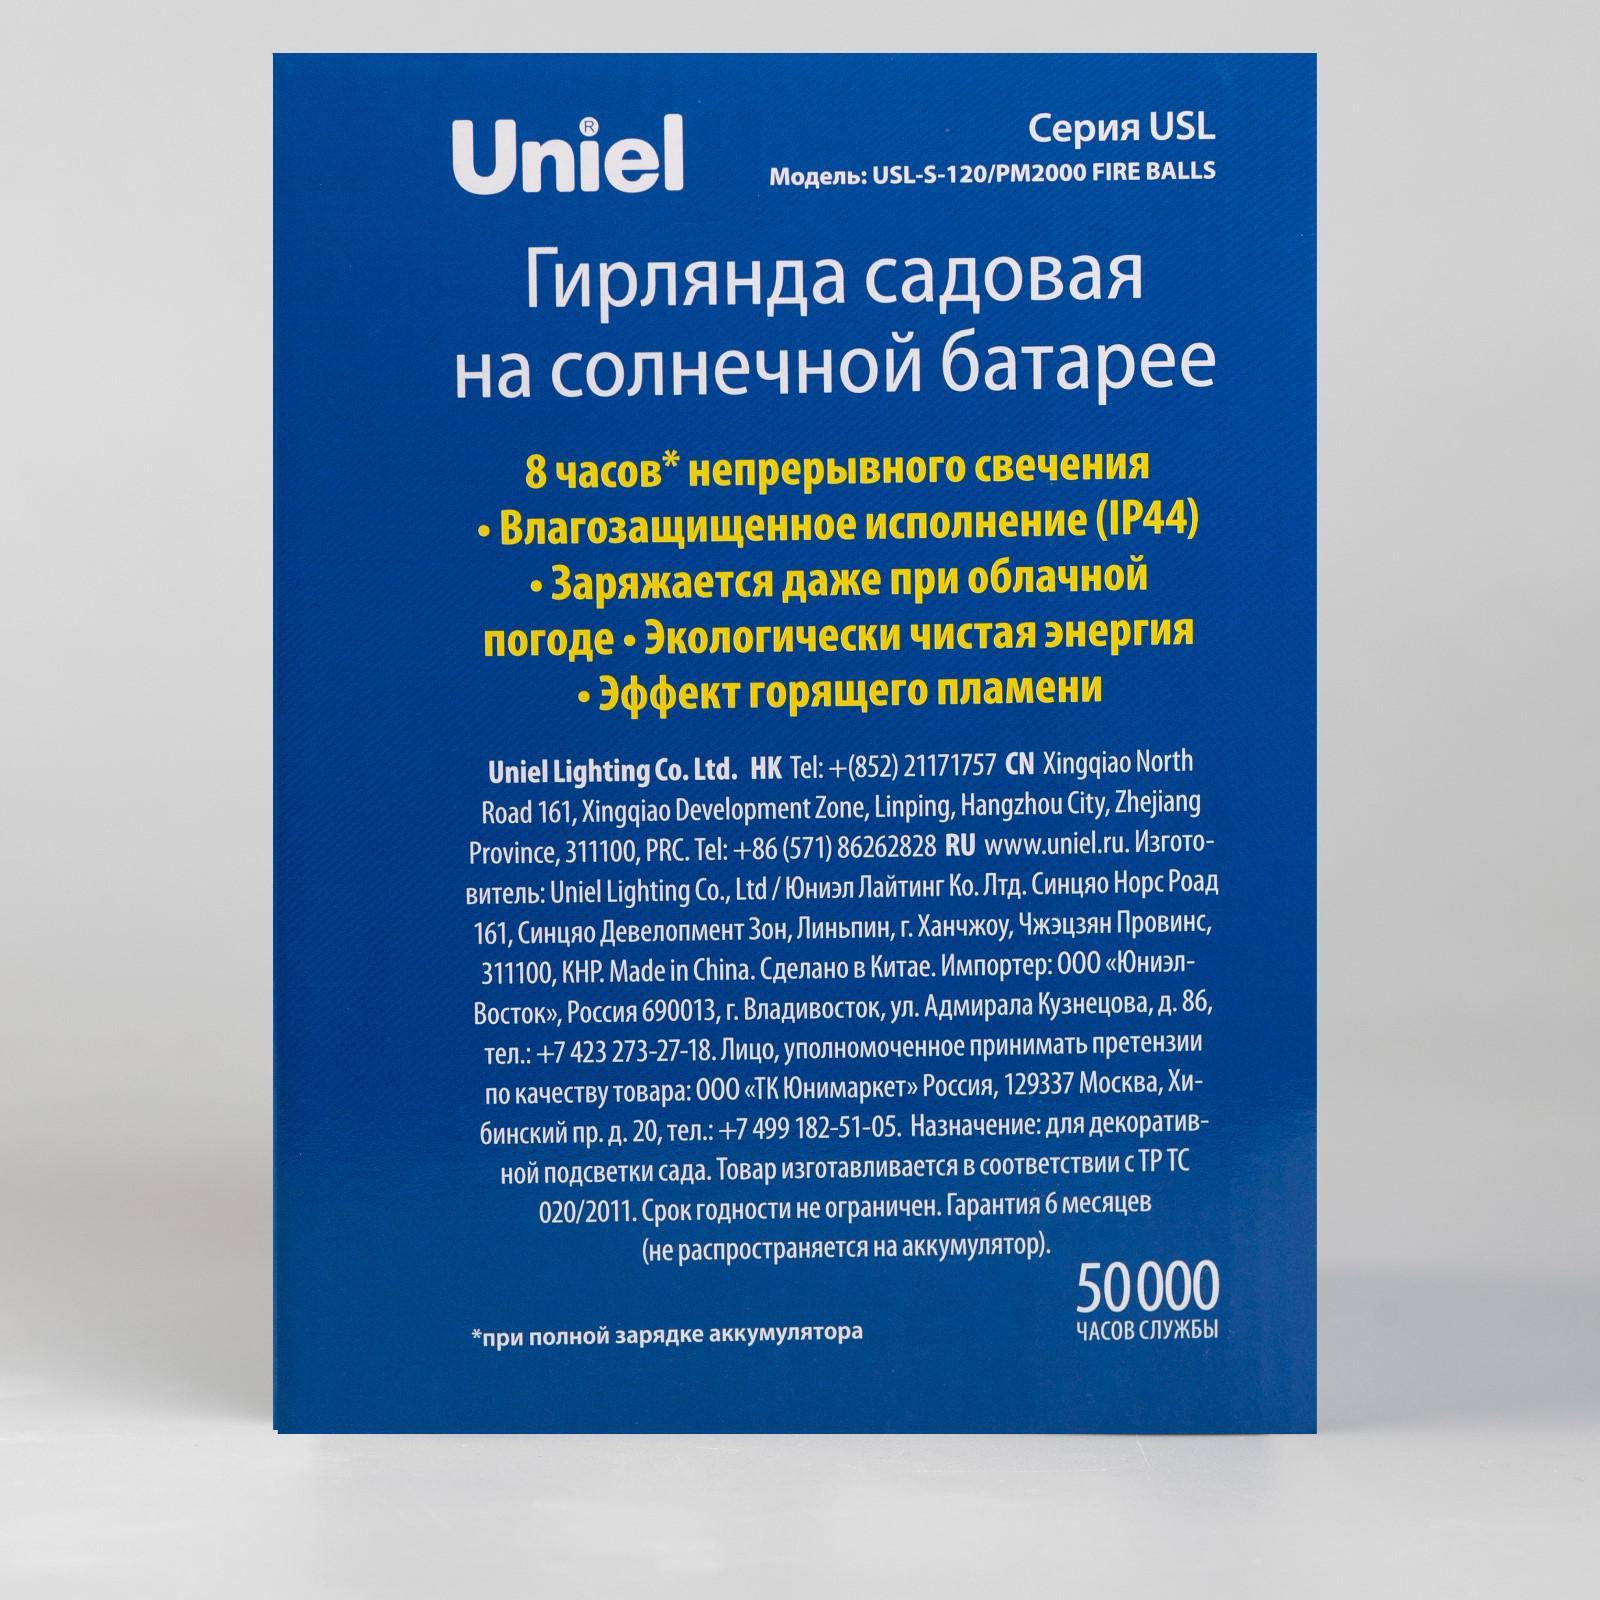 Uniel®
Серия USL
Модель: USL-S-120/PM2000 FIRE BALLS
Гирлянда садовая
на солнечной батарее
8 часов* непрерывного свечения
• Влагозащищенное исполнение (IP44)
• Заряжается даже при облачной
погоде • Экологически чистая энергия
• Эффект горящего пламени
Uniel Lighting Co. Ltd. HK Tel: +(852) 21171757 CN Xingqiao North
Road 161, Xingqiao Development Zone, Linping, Hangzhou City, Zhejiang
Province, 311100, PRC. Tel: +86 (571) 86262828 RU www.uniel.ru. Изгото-
витель: Uniel Lighting Co., Ltd / Юниэл Лайтинг Ко. Лтд. Синцяо Норс Роад
161, Синцяо Девелопмент Зон, Линьпин, г. Ханчжоу, Чжэцзян Провинс,
311100, КНР. Made in China. Сделано в Китае. Импортер: ООО «Юниэл-
Восток», Россия 690013, г. Владивосток, ул. Адмирала Кузнецова, д. 86,
тел.: +7 423 273-27-18. Лицо, уполномоченное принимать претензии
по качеству товара: ООО «ТК Юнимаркет» Россия, 129337 Москва, Хи-
бинский пр. д. 20, тел.: +7 499 182-51-05. Назначение: для декоратив-
ной подсветки сада. Товар изготавливается в соответствии с ТР ТС
020/2011. Срок годности не ограничен. Гарантия 6 месяцев
(не распространяется на аккумулятор).
50 000
ЧАСОВ СЛУЖБЫ
*при полной зарядке аккумулятора